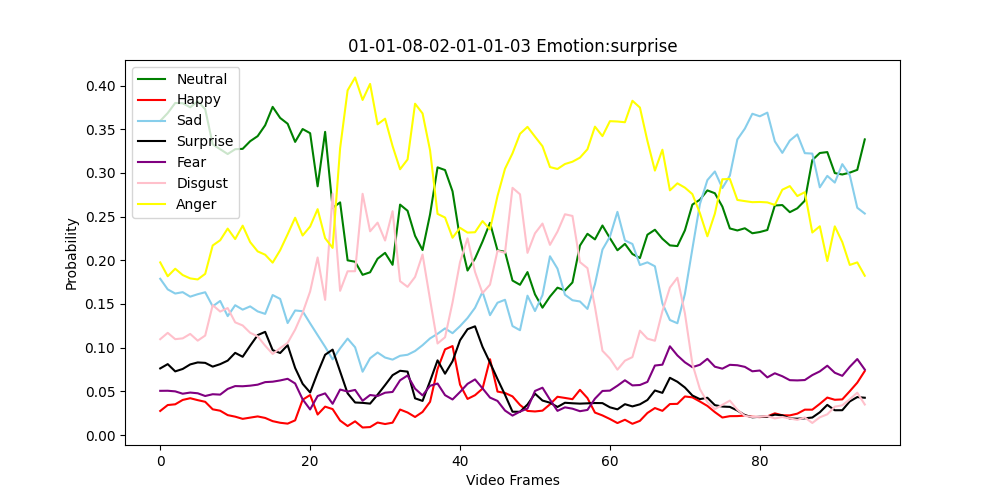 01-01-08-02-01-01-03 Emotion:surprise
Probability
0.40
0.35
0.30
0.25
0.20
0.15
0.10
0.05
0.00
Neutral
Happy
Sad
Surprise
Fear
Disgust
Anger
0 20 40 60 80
Video Frames